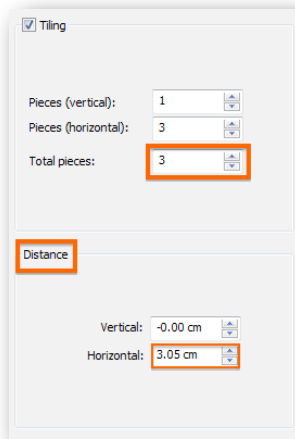 Tiling
Pieces (vertical): 1
Pieces (horizontal): 3
Total pieces: 3
Distance
Vertical: -0.00 cm
Horizontal: 3.05 cm